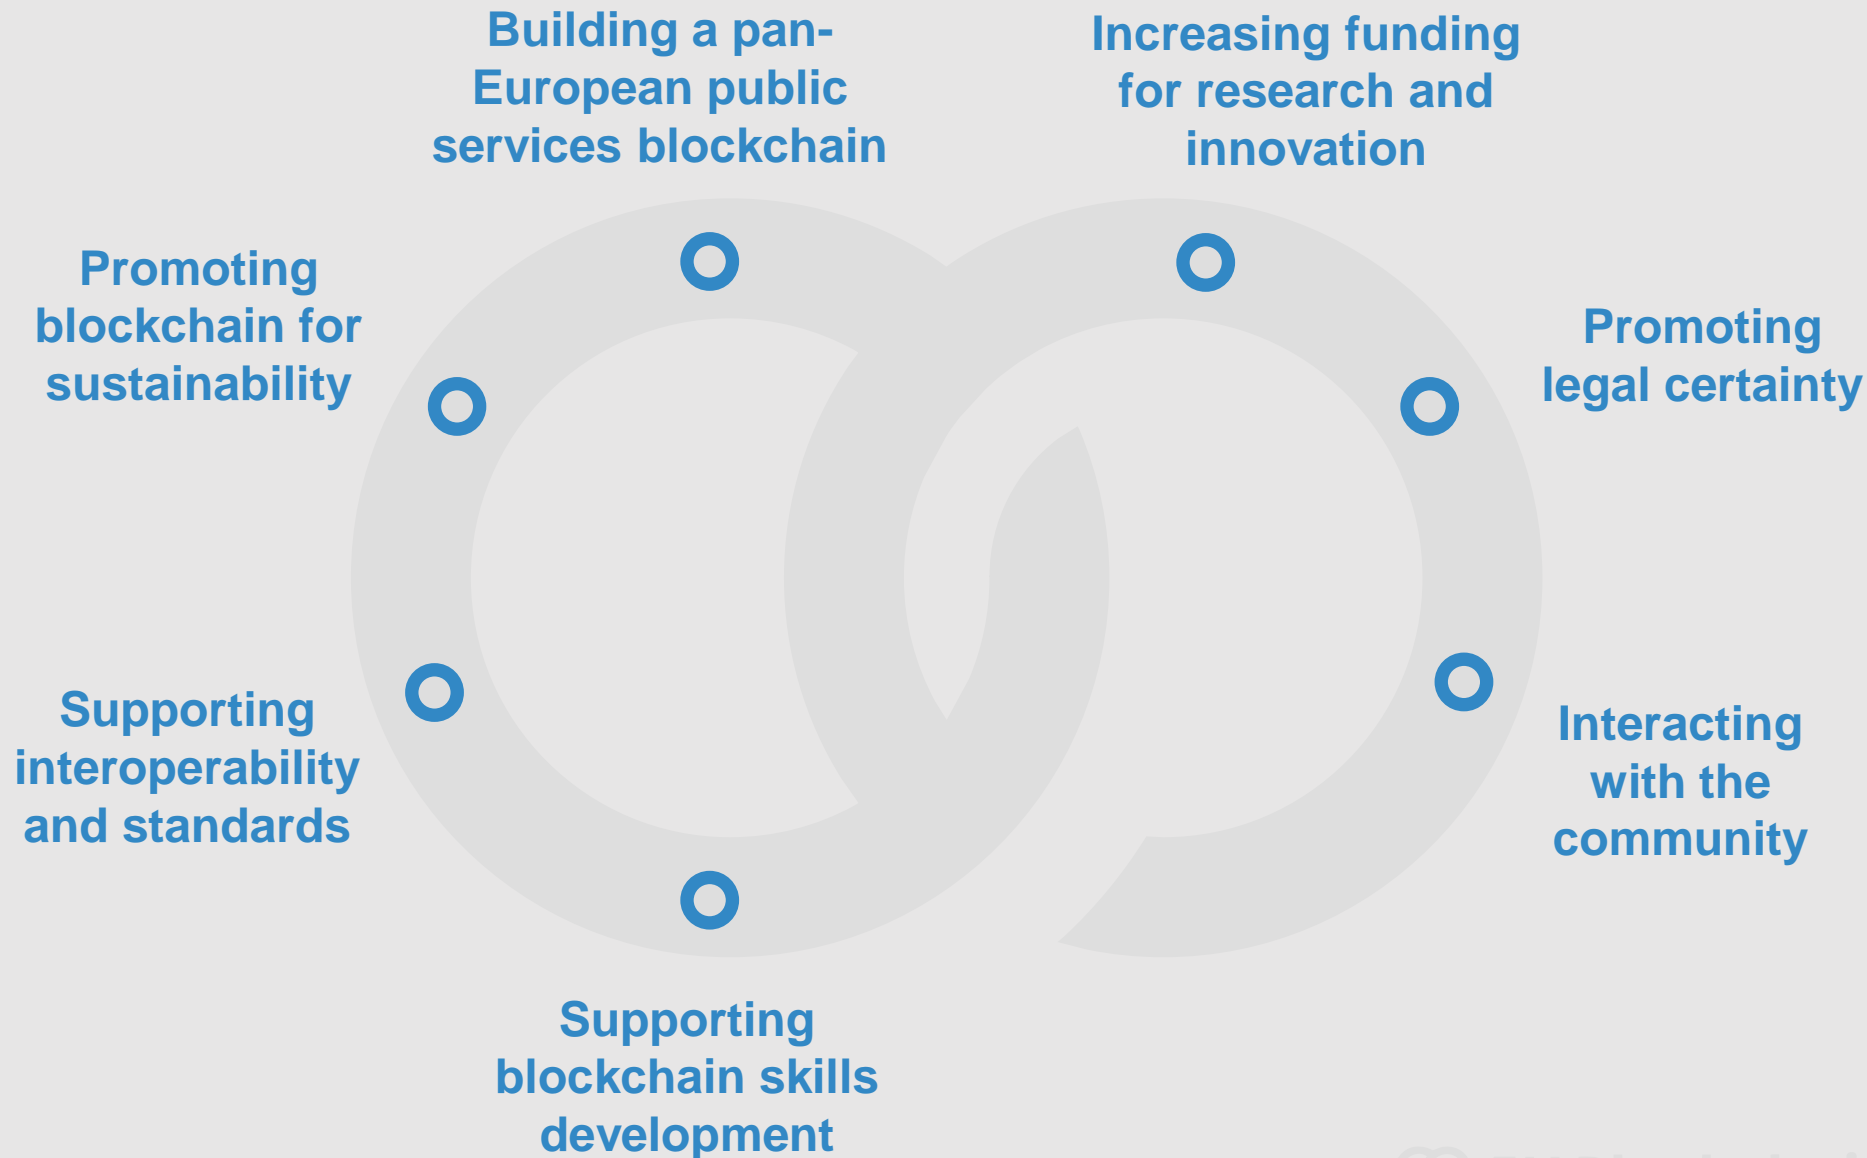 Building a pan-
European public
services blockchain
Increasing funding
for research and
innovation
Promoting
blockchain for
sustainability
Promoting
legal certainty
Supporting
interoperability
and standards
Interacting
with the
community
Supporting
blockchain skills
development